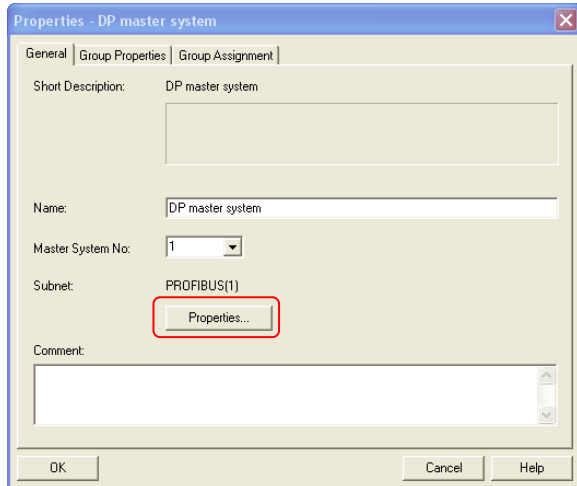 Properties - DP master system
General Group Properties Group Assignment
Short Description: DP master system
Name: DP master system
Master System No: 1
Subnet: PROFIBUS(1)
Properties...
Comment:
OK Cancel Help